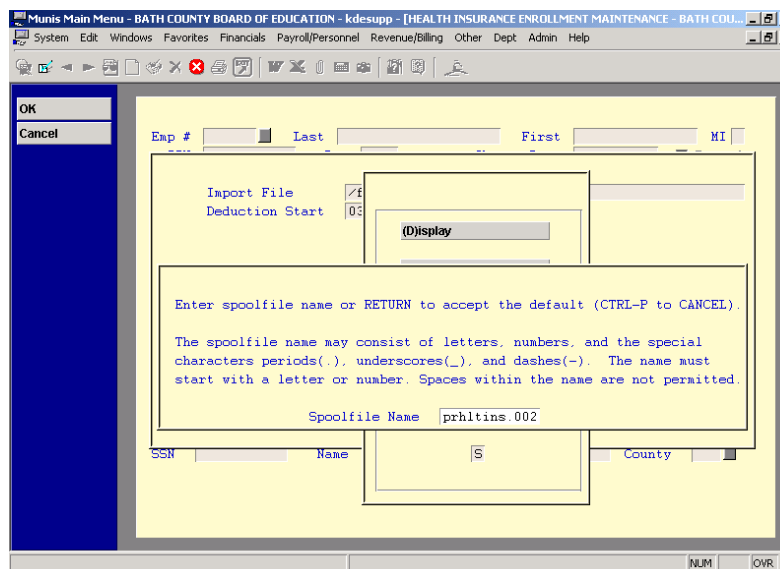 Munis Main Menu - BATH COUNTY BOARD OF EDUCATION - kdesupp - [HEALTH INSURANCE ENROLLMENT MAINTENANCE - BATH COU...
System Edit Windows Favorites Financials Payroll/Personnel Revenue/Billing Other Dept Admin Help
OK
Cancel
Emp # Last First MI
Import File /f
Deduction Start 03
(D)isplay
Enter spoolfile name or RETURN to accept the default (CTRL-P to CANCEL).
The spoolfile name may consist of letters, numbers, and the special
characters periods(.), underscores(_), and dashes(-). The name must
start with a letter or number. Spaces within the name are not permitted.
Spoolfile Name prhltins.002
SSN Name S County
NUM OVR